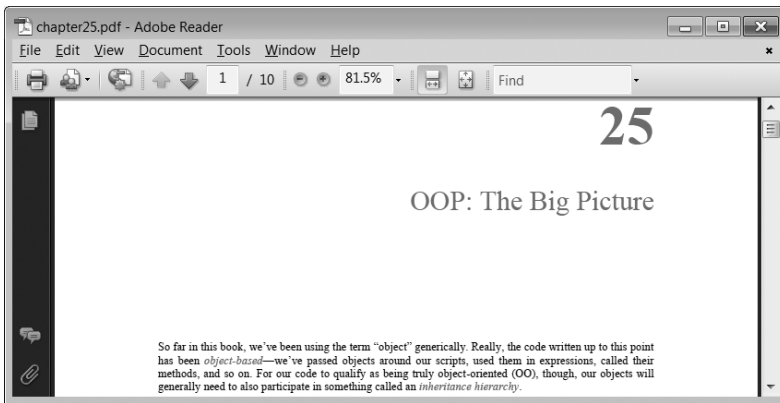 chapter25.pdf - Adobe Reader
File Edit View Document Tools Window Help
1 / 10 81.5% Find
25
OOP: The Big Picture
So far in this book, we’ve been using the term “object” generically. Really, the code written up to this point
has been object-based—we’ve passed objects around our scripts, used them in expressions, called their
methods, and so on. For our code to qualify as being truly object-oriented (OO), though, our objects will
generally need to also participate in something called an inheritance hierarchy.